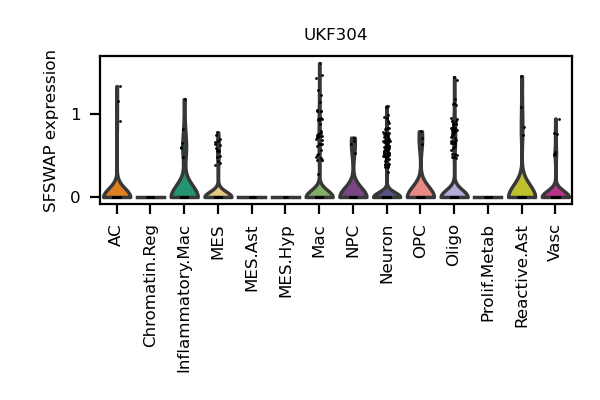 UKF304
SFSWAP expression
1
0
AC
Chromatin.Reg
Inflammatory.Mac
MES
MES.Ast
MES.Hyp
Mac
NPC
Neuron
OPC
Oligo
Prolif.Metab
Reactive.Ast
Vasc